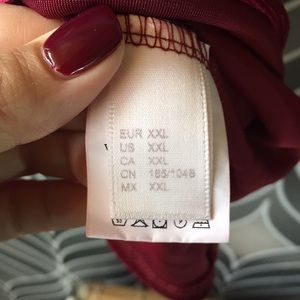 EUR XXL
US XXL
CA XXL
CN 185/104B
MX XXL